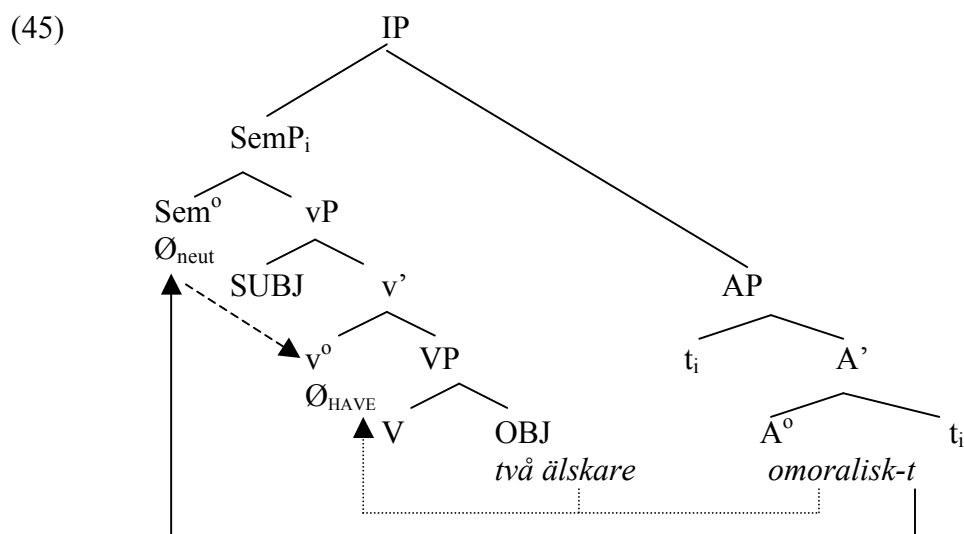 (45) IP
SemPi
Semº vP
Øneut
SUBJ v’ AP
vº VP ti A’
ØHAVE
V OBJ Aº ti
två älskare omoralisk-t